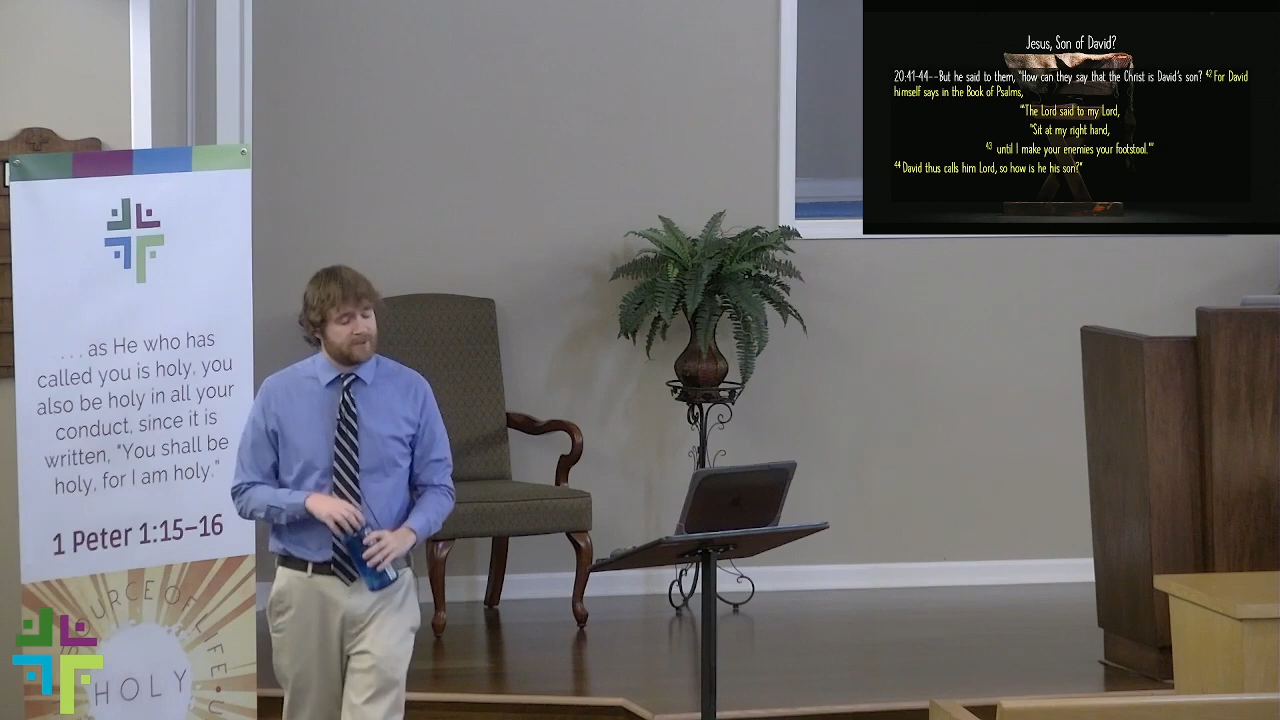 Jesus, Son of David?
20:41-44--But he said to them, "How can they say that the Christ is David's son? 42 For David
himself says in the Book of Psalms,
"'The Lord said to my Lord,
"Sit at my right hand,
43 until I make your enemies your footstool."'
44 David thus calls him Lord, so how is he his son?"
. . . as He who has
called you is holy, you
also be holy in all your
conduct, since it is
written, "You shall be
holy, for I am holy."
1 Peter 1:15–16
URCE OF LIFE • U
HOLY